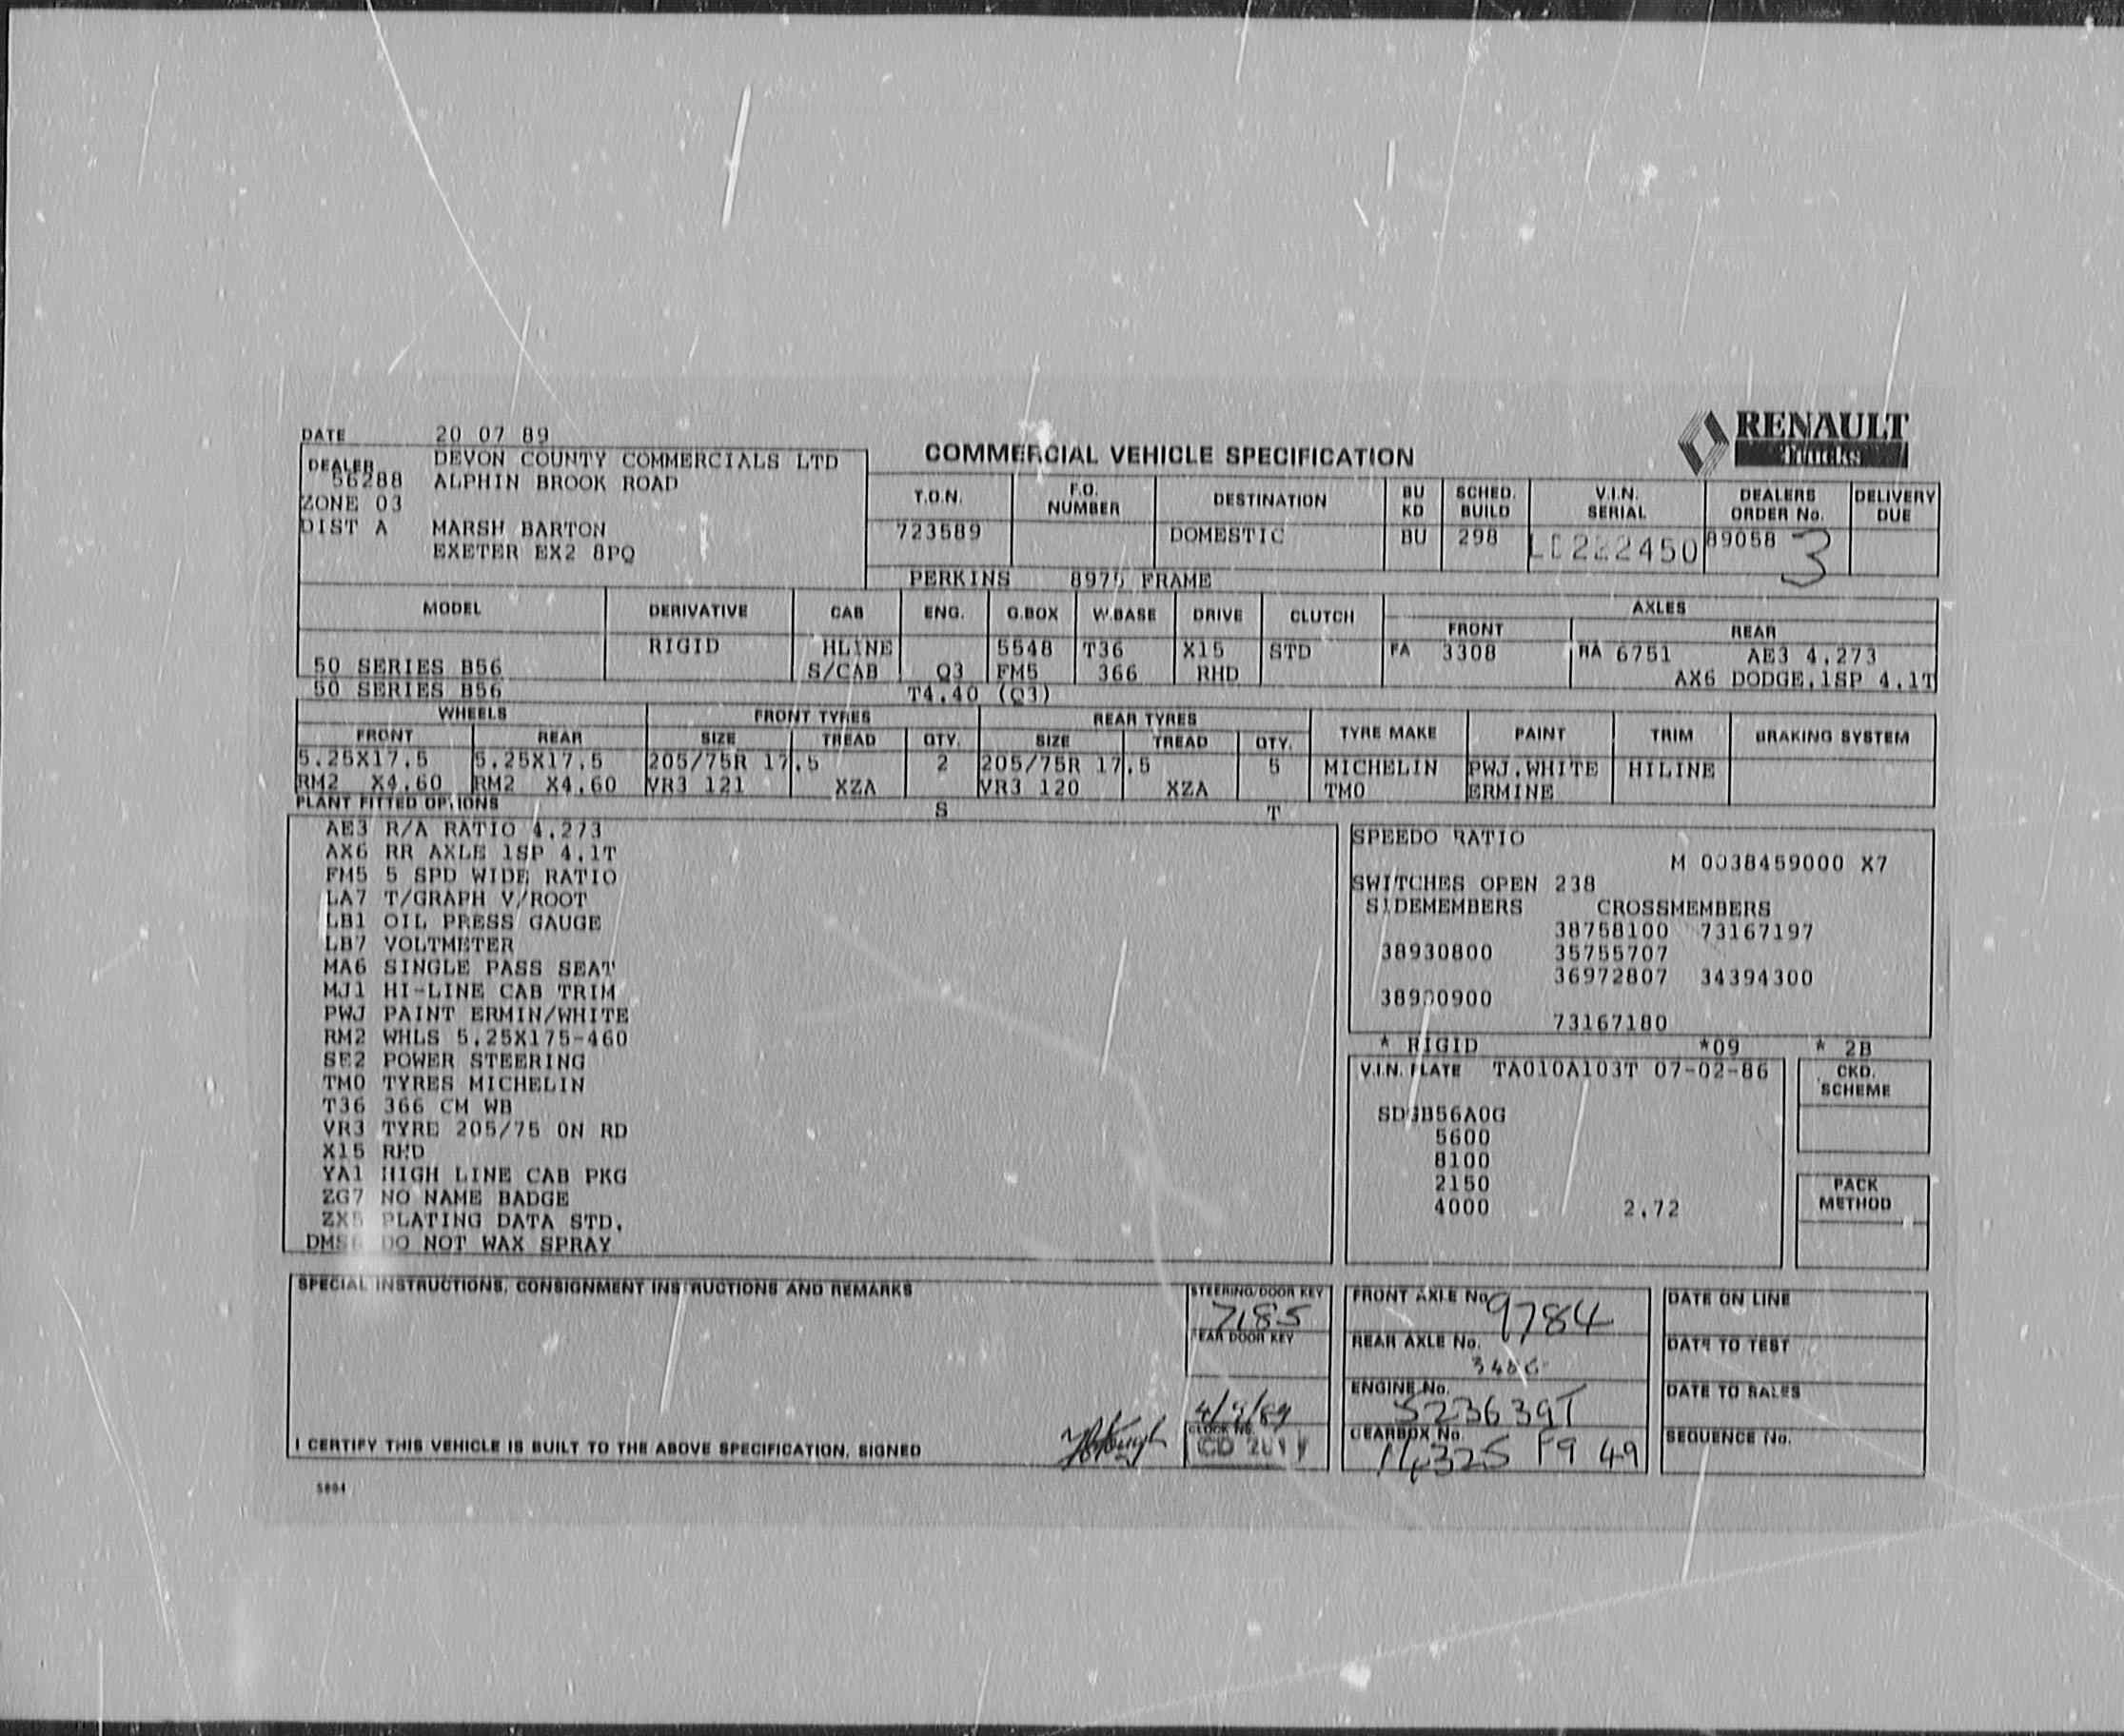 DATE 20 07 89
RENAULT
Trucks
COMMERCIAL VEHICLE SPECIFICATION
DEALER DEVON COUNTY COMMERCIALS LTD
56288 ALPHIN BROOK ROAD
ZONE 03
DIST A MARSH BARTON
EXETER EX2 8PQ
T.O.N. F.O. NUMBER DESTINATION BU KD SCHED. BUILD V.I.N. SERIAL DEALERS ORDER No. DELIVERY DUE
723589 DOMESTIC BU 298 222450 89058 3
PERKINS 8975 FRAME
MODEL DERIVATIVE CAB ENG. G.BOX W.BASE DRIVE CLUTCH AXLES
FRONT REAR
RIGID HLINE 5548 T36 X15 STD FA 3308 RA 6751 AE3 4.273
50 SERIES B56 S/CAB Q3 FM5 366 RHD AX6 DODGE.1SP 4.1T
50 SERIES B56 T4.40 (Q3)
WHEELS FRONT TYRES REAR TYRES TYRE MAKE PAINT TRIM BRAKING SYSTEM
FRONT REAR SIZE TREAD QTY. SIZE TREAD QTY.
5.25X17.5 5.25X17.5 205/75R 17.5 2 205/75R 17.5 5 MICHELIN PWJ.WHITE HILINE
RM2 X4.60 RM2 X4.60 VR3 121 XZA VR3 120 XZA TM0 ERMINE
PLANT FITTED OPTIONS S T
AE3 R/A RATIO 4.273
AX6 RR AXLE 1SP 4.1T
FM5 5 SPD WIDE RATIO
LA7 T/GRAPH V/ROOT
LB1 OIL PRESS GAUGE
LB7 VOLTMETER
MA6 SINGLE PASS SEAT
MJ1 HI-LINE CAB TRIM
PWJ PAINT ERMIN/WHITE
RM2 WHLS 5.25X175-460
SE2 POWER STEERING
TM0 TYRES MICHELIN
T36 366 CM WB
VR3 TYRE 205/75 0N RD
X15 RHD
YA1 HIGH LINE CAB PKG
ZG7 NO NAME BADGE
ZX5 PLATING DATA STD.
DMS6 DO NOT WAX SPRAY
SPEEDO RATIO
M 0038459000 X7
SWITCHES OPEN 238
SIDEMEMBERS CROSSMEMBERS
38758100 73167197
38930800 35755707
36972807 34394300
38930900
73167180
* RIGID *09 * 2B
V.I.N. PLATE TA010A103T 07-02-86
5600
8100
2150
4000 2.72
CKD. SCHEME
PACK METHOD
SPECIAL INSTRUCTIONS, CONSIGNMENT INSTRUCTIONS AND REMARKS
STEERING/DOOR KEY
7185
REAR DOOR KEY
4/9/89
CLOCK No.
I CERTIFY THIS VEHICLE IS BUILT TO THE ABOVE SPECIFICATION. SIGNED
FRONT AXLE No. 9784
REAR AXLE No.
ENGINE No. S23639T
GEARBOX No. 14325 F9 49
DATE ON LINE
DATE TO TEST
DATE TO SALES
SEQUENCE No.
5804